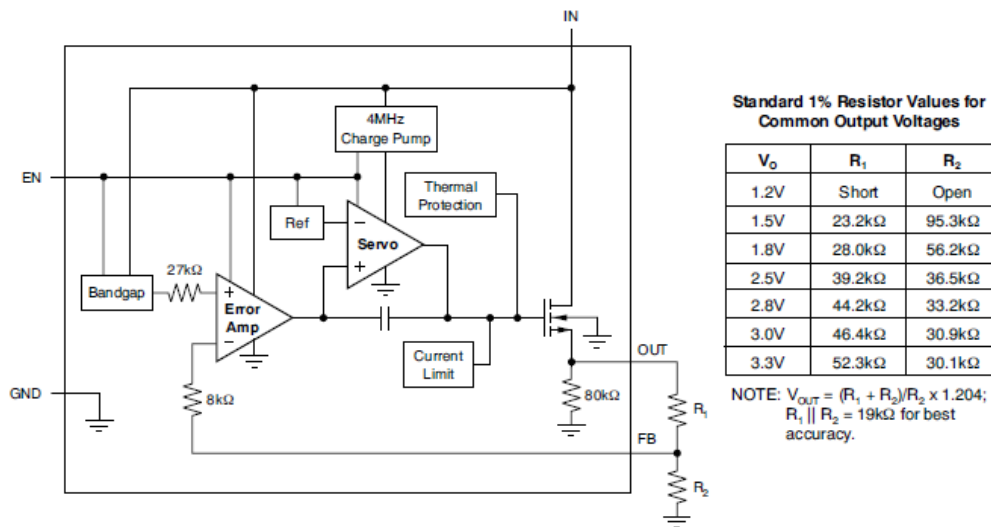 IN
4MHz
Charge Pump
EN
Thermal
Protection
Ref
−
Servo
+
27kΩ
Bandgap
+
Error
Amp
−
Current
Limit
OUT
GND
8kΩ
80kΩ
R1
FB
R2
Standard 1% Resistor Values for
Common Output Voltages
VO R1 R2
1.2V Short Open
1.5V 23.2kΩ 95.3kΩ
1.8V 28.0kΩ 56.2kΩ
2.5V 39.2kΩ 36.5kΩ
2.8V 44.2kΩ 33.2kΩ
3.0V 46.4kΩ 30.9kΩ
3.3V 52.3kΩ 30.1kΩ
NOTE: VOUT = (R1 + R2)/R2 x 1.204;
R1 || R2 = 19kΩ for best
accuracy.